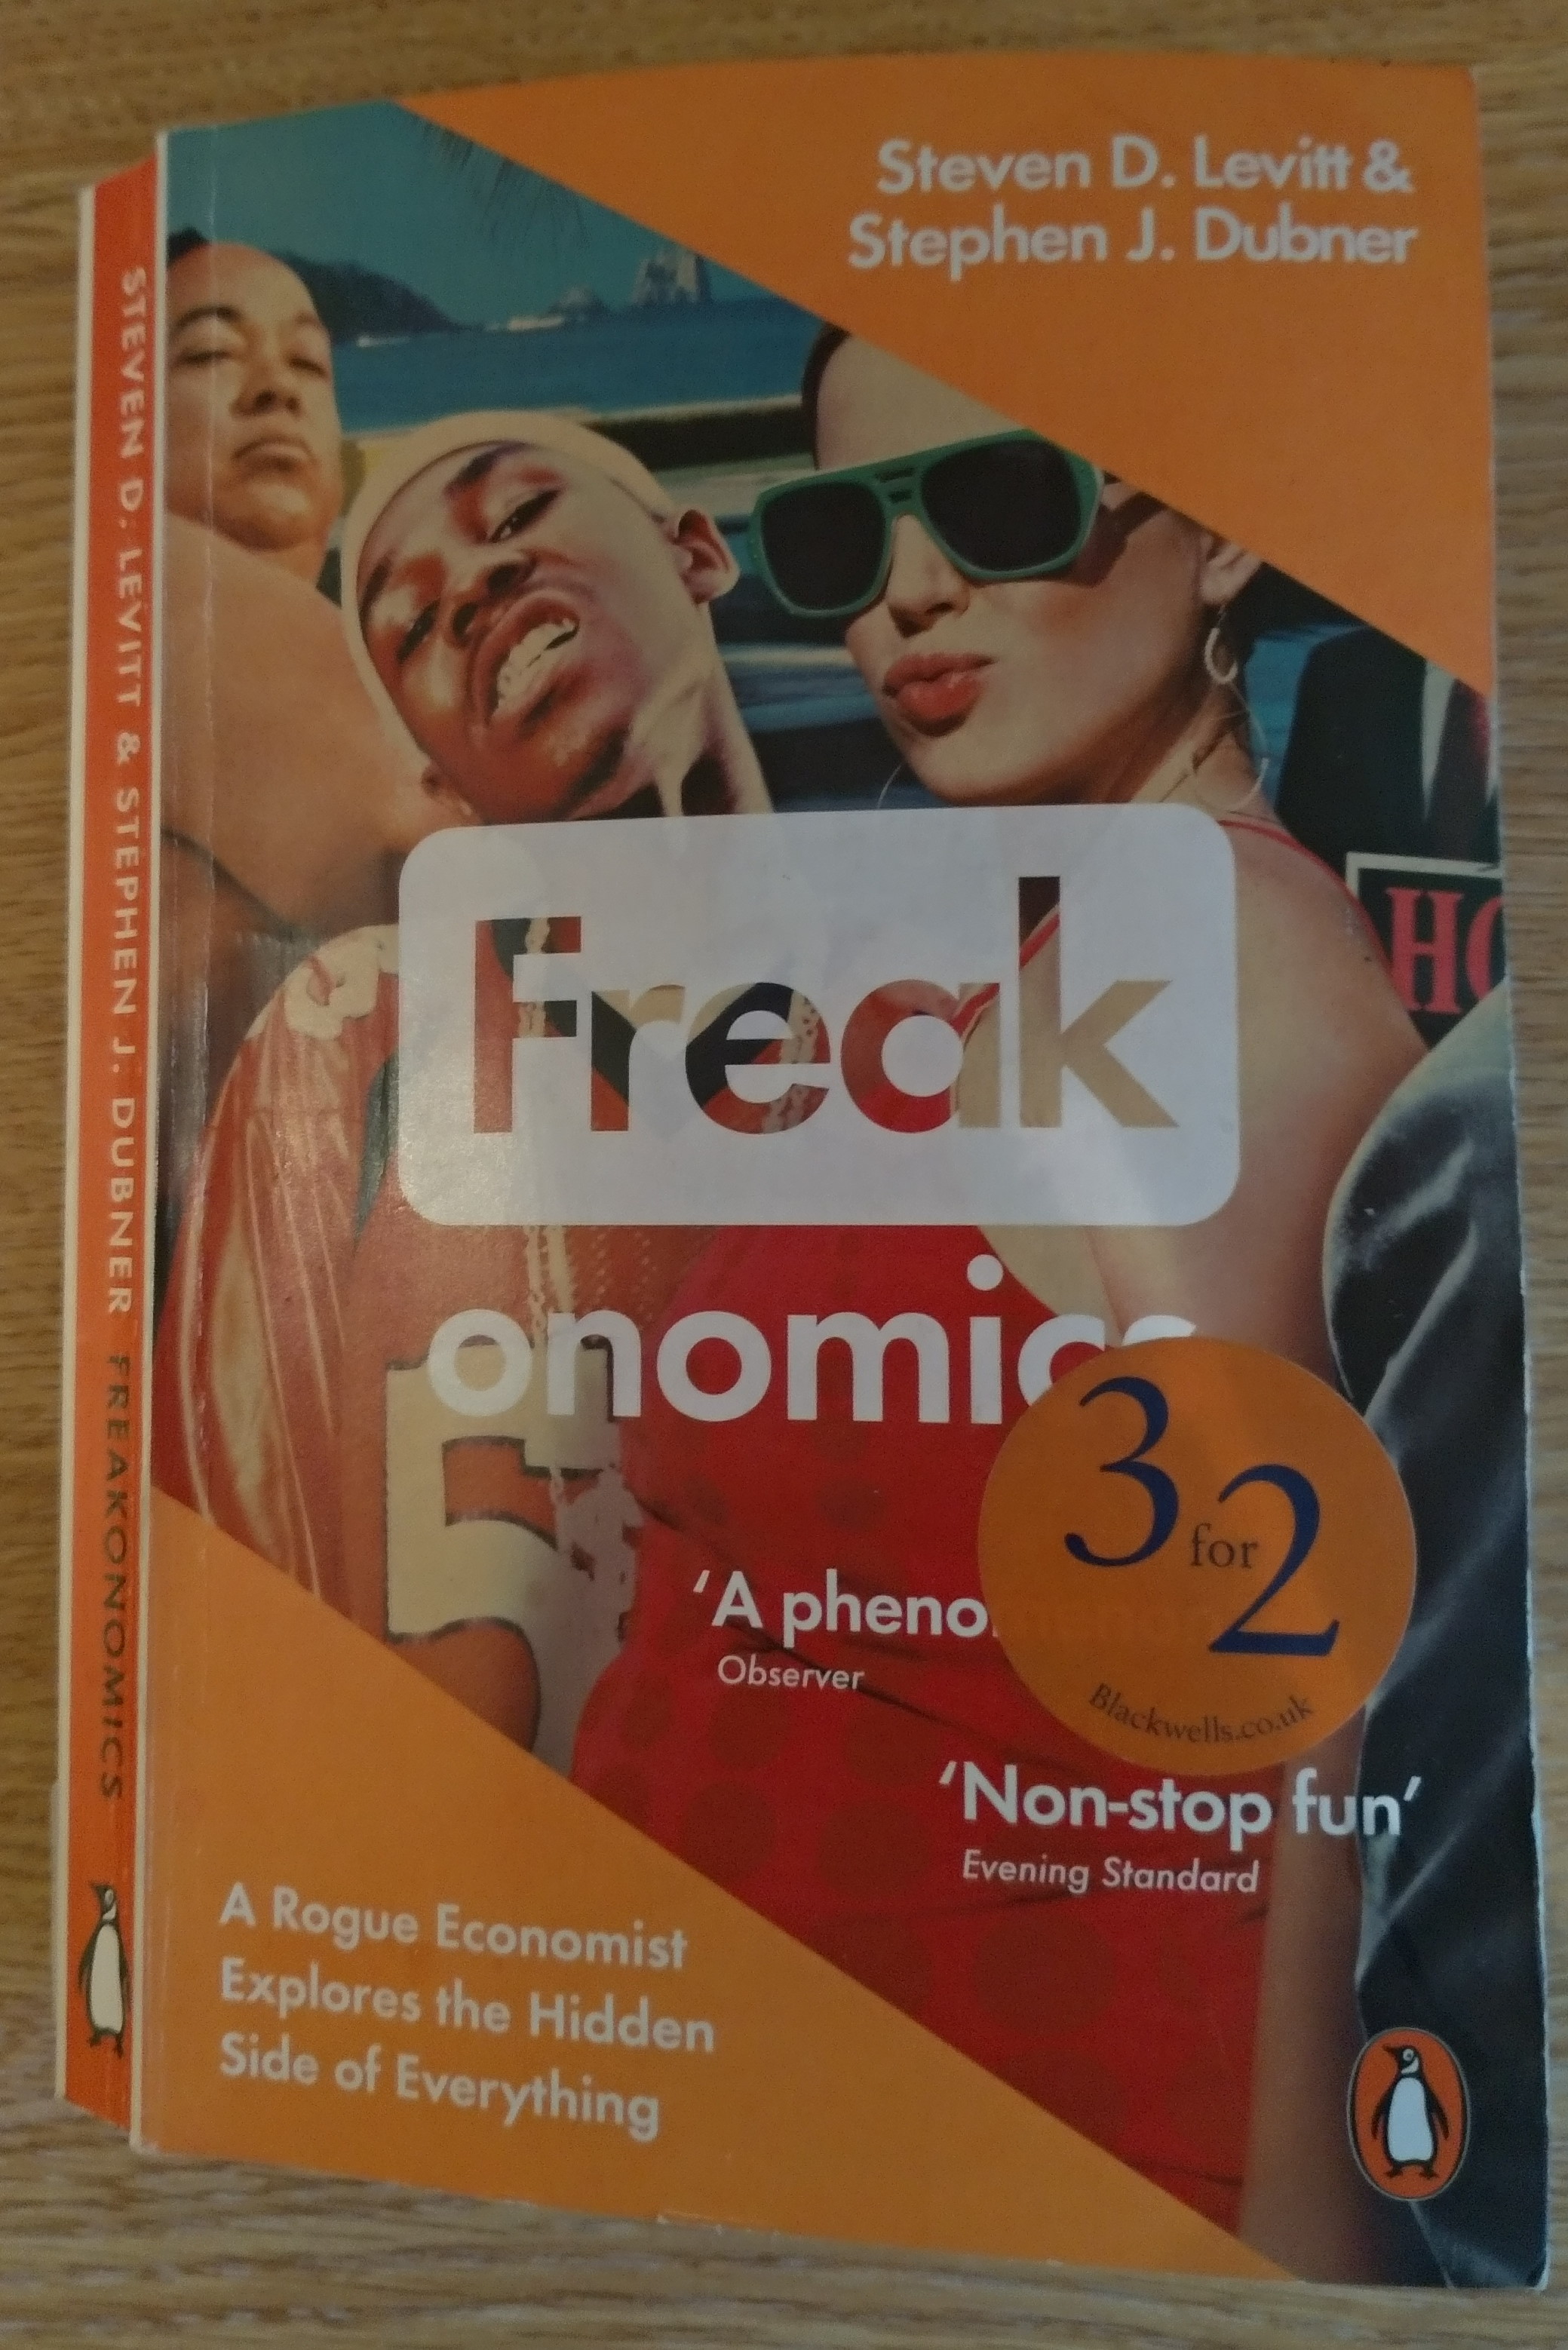 Steven D. Levitt &
Stephen J. Dubner
STEVEN D. LEVITT & STEPHEN J. DUBNER FREAKONOMICS
HO
Freak
onomics
3 for 2
Blackwells.co.uk
‘A pheno
Observer
‘Non-stop fun’
Evening Standard
A Rogue Economist
Explores the Hidden
Side of Everything